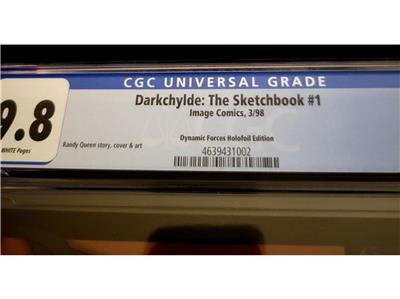 CGC UNIVERSAL GRADE
Darkchylde: The Sketchbook #1
Image Comics, 3/98
9.8
Dynamic Forces Holofoil Edition
WHITE Pages
Randy Queen story, cover & art
4639431002